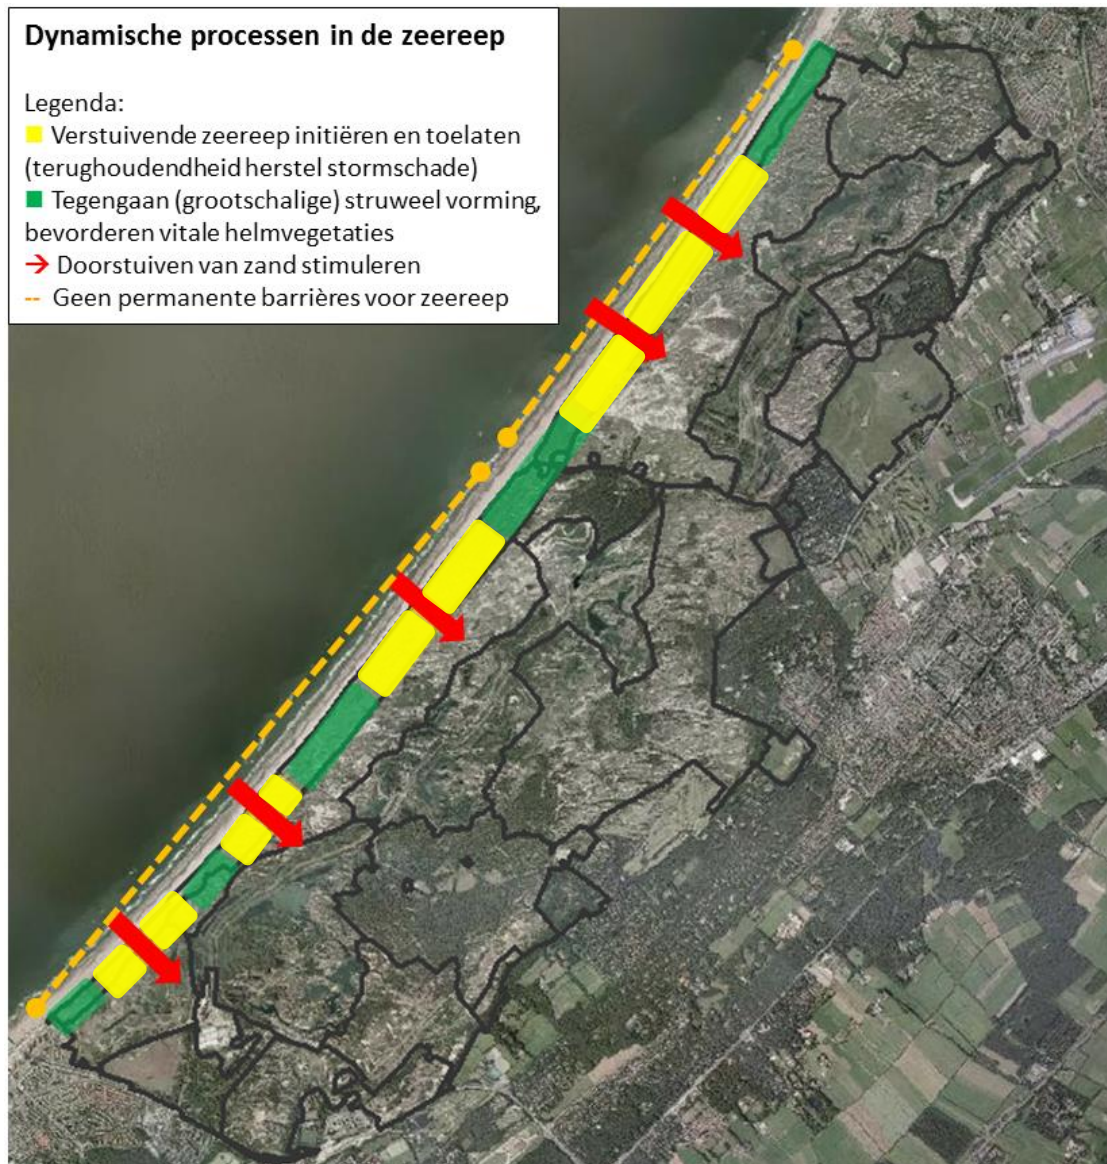 Dynamische processen in de zeereep
Legenda:
Verstuivende zeereep initiëren en toelaten
(terughoudendheid herstel stormschade)
Tegengaan (grootschalige) struweel vorming,
bevorderen vitale helmvegetaties
Doorstuiven van zand stimuleren
Geen permanente barrières voor zeereep